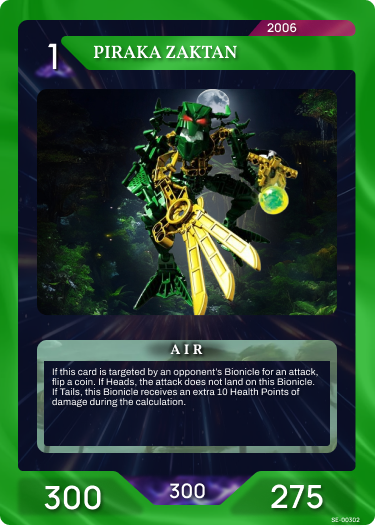 2006
1
PIRAKA ZAKTAN
AIR
If this card is targeted by an opponent's Bionicle for an attack,
flip a coin. If Heads, the attack does not land on this Bionicle.
If Tails, this Bionicle receives an extra 10 Health Points of
damage during the calculation.
300
300
275
SE-00302